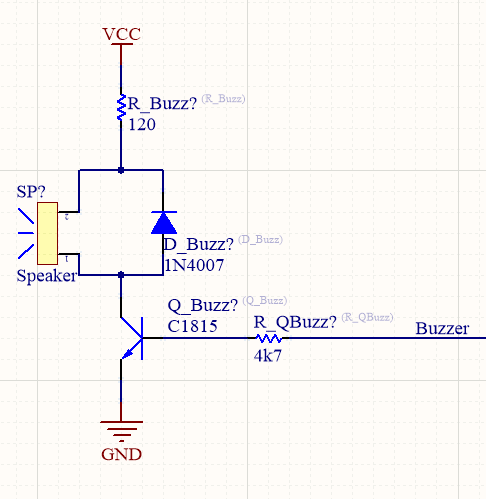 VCC
R_Buzz? (R_Buzz)
120
SP?
2
D_Buzz? (D_Buzz)
1
1N4007
Speaker
Q_Buzz? (Q_Buzz)
C1815
R_QBuzz? (R_QBuzz)
Buzzer
4k7
GND